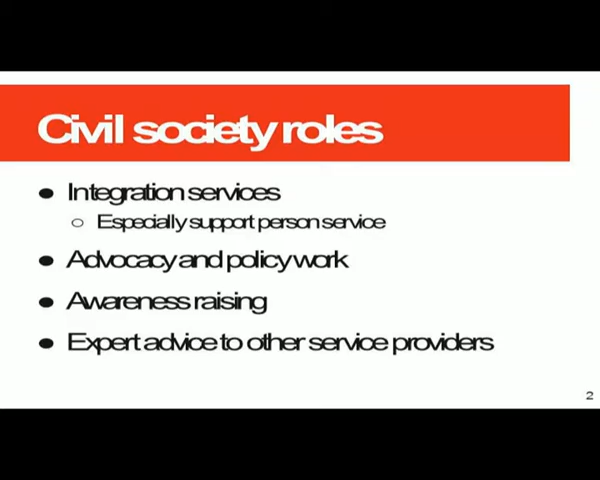 Civil society roles
● Integration services
○ Especially support person service
● Advocacy and policy work
● Awareness raising
● Expert advice to other service providers
2